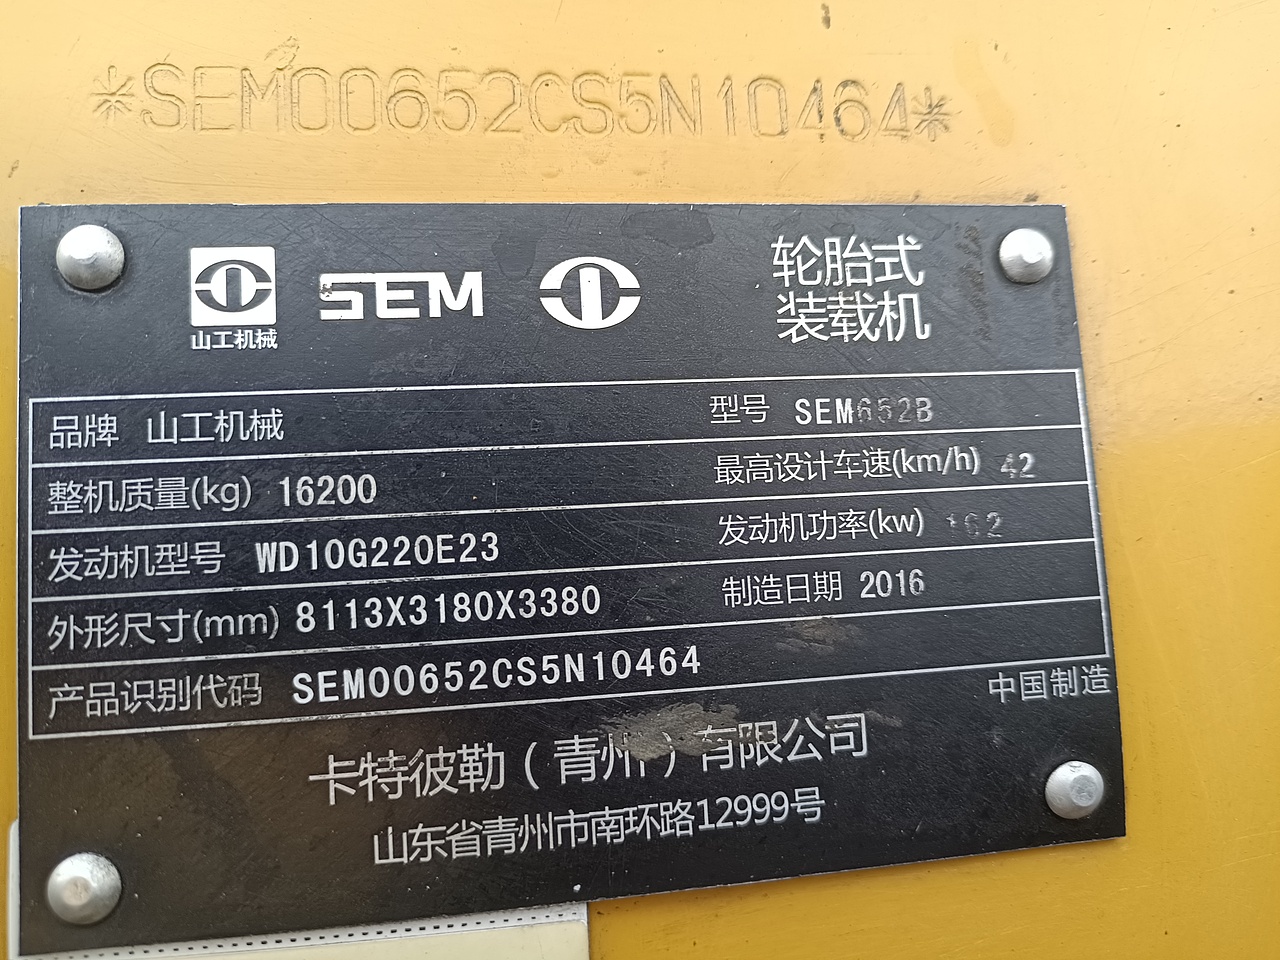 *SEM00652CS5N10464*
山工机械
SEM
轮胎式
装载机
品牌 山工机械
型号 SEM652B
整机质量(kg) 16200
最高设计车速(km/h) 42
发动机型号 WD10G220E23
发动机功率(kw) 162
外形尺寸(mm) 8113X3180X3380
制造日期 2016
产品识别代码 SEM00652CS5N10464
中国制造
卡特彼勒(青州)有限公司
山东省青州市南环路12999号